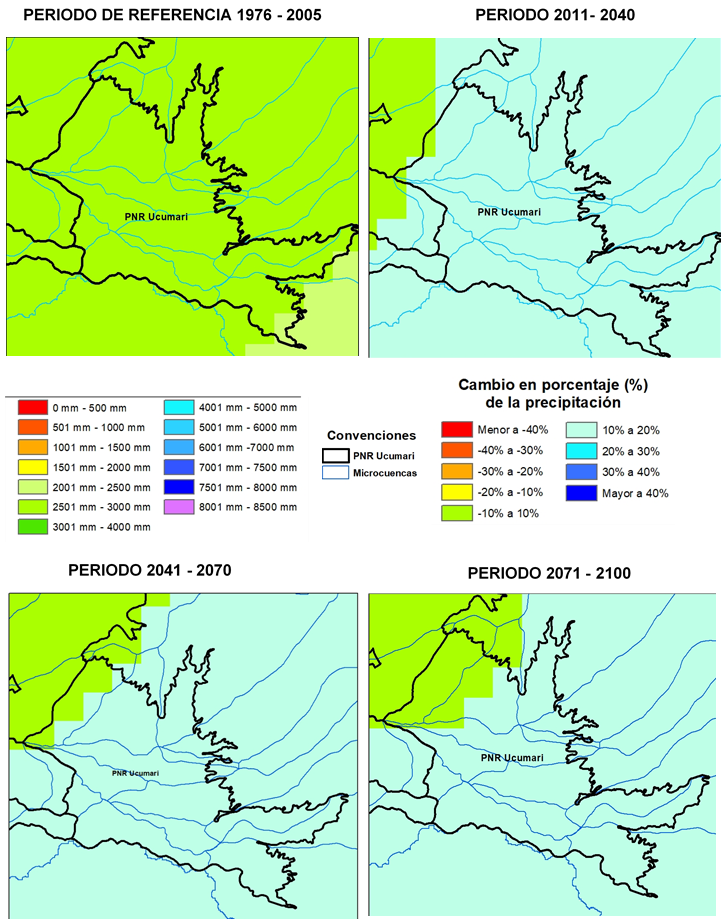 PERIODO DE REFERENCIA 1976 - 2005
PERIODO 2011- 2040
PNR Ucumari
PNR Ucumari
0 mm - 500 mm
501 mm - 1000 mm
1001 mm - 1500 mm
1501 mm - 2000 mm
2001 mm - 2500 mm
2501 mm - 3000 mm
3001 mm - 4000 mm
4001 mm - 5000 mm
5001 mm - 6000 mm
6001 mm -7000 mm
7001 mm - 7500 mm
7501 mm - 8000 mm
8001 mm - 8500 mm
Convenciones
PNR Ucumari
Microcuencas
Cambio en porcentaje (%)
de la precipitación
Menor a -40%
-40% a -30%
-30% a -20%
-20% a -10%
-10% a 10%
10% a 20%
20% a 30%
30% a 40%
Mayor a 40%
PERIODO 2041 - 2070
PERIODO 2071 - 2100
PNR Ucumari
PNR Ucumari